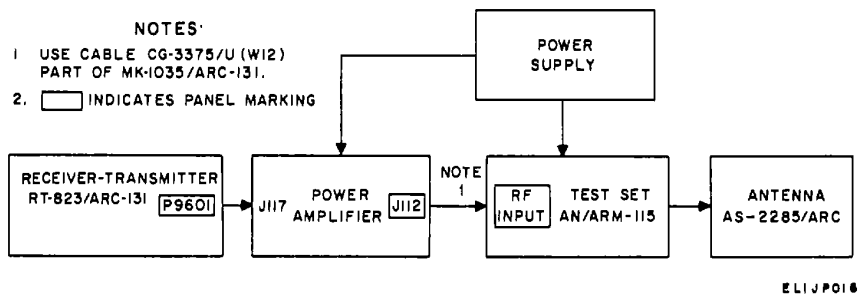 NOTES·
1 USE CABLE CG-3375/U (W12)
PART OF MK-1035/ARC-131.
2. INDICATES PANEL MARKING
POWER
SUPPLY
RECEIVER-TRANSMITTER
RT-823/ARC-131
P9601
J117
POWER
AMPLIFIER
J112
NOTE
1
RF
INPUT
TEST SET
AN/ARM-115
ANTENNA
AS-2285/ARC
ELIJP016